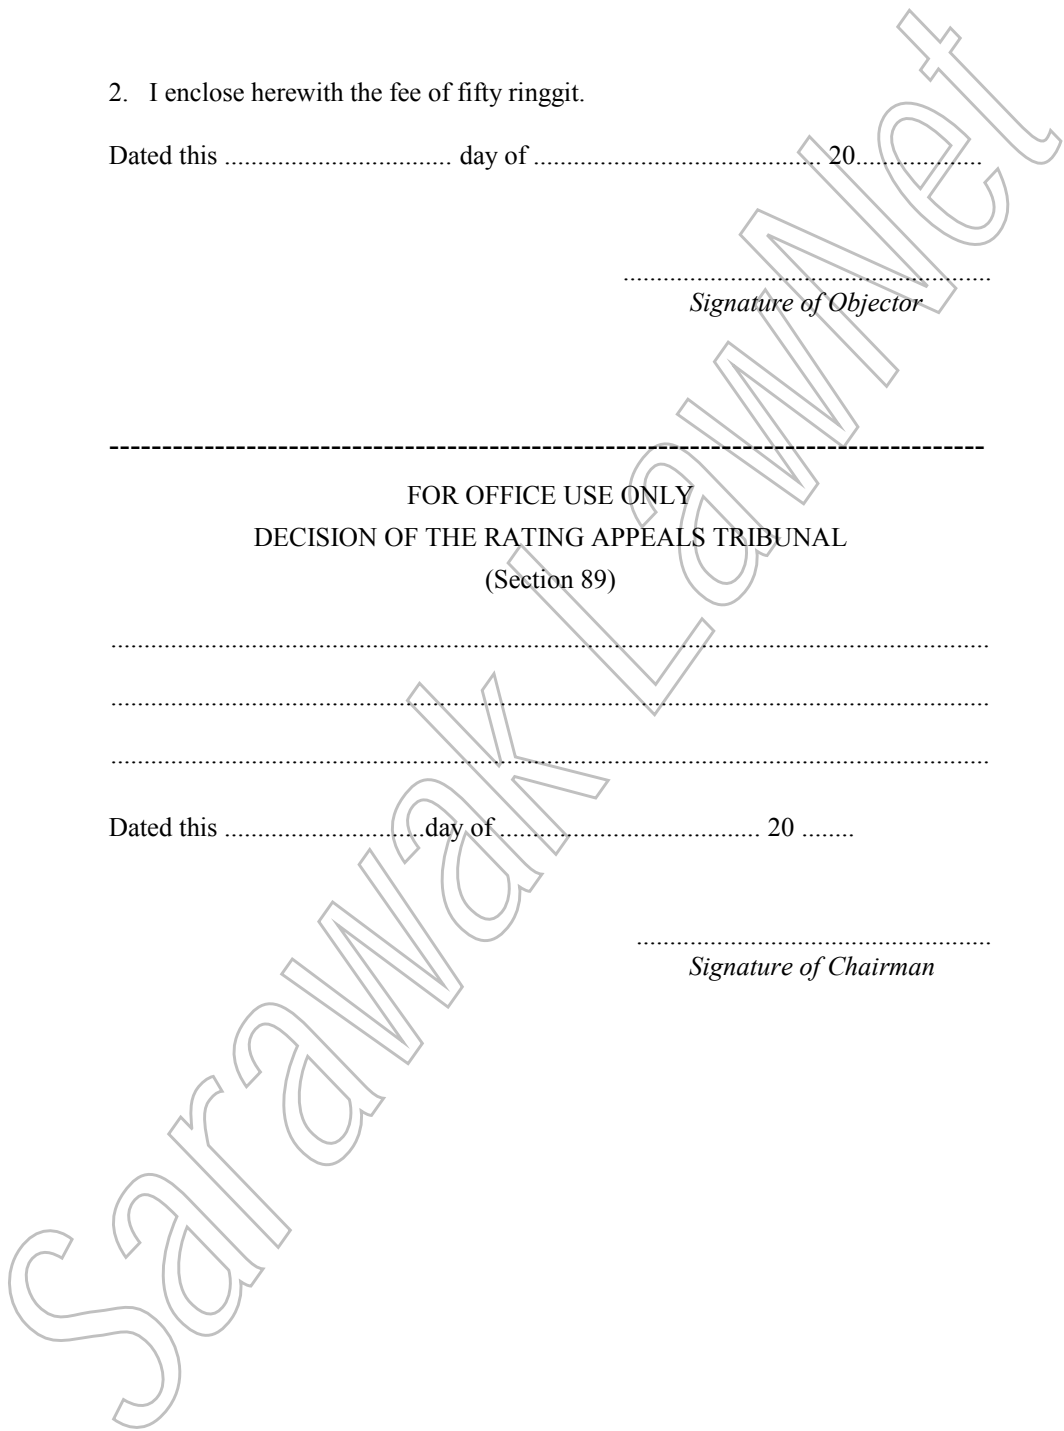 2. I enclose herewith the fee of fifty ringgit.
Dated this .................................. day of ........................................... 20...................
.......................................................
Signature of Objector
-----------------------------------------------------------------------------------
FOR OFFICE USE ONLY
DECISION OF THE RATING APPEALS TRIBUNAL
(Section 89)
....................................................................................................................................
....................................................................................................................................
....................................................................................................................................
Dated this ..............................day of ....................................... 20 ........
.....................................................
Signature of Chairman
Sarawak LawNet